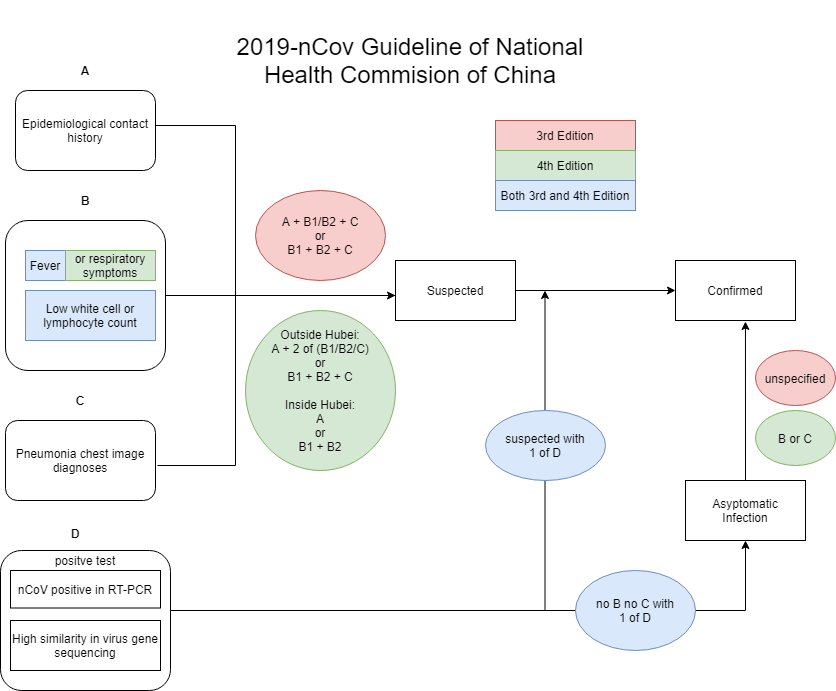 2019-nCov Guideline of National
Health Commision of China
A
Epidemiological contact
history
3rd Edition
4th Edition
Both 3rd and 4th Edition
B
Fever
or respiratory
symptoms
Low white cell or
lymphocyte count
A + B1/B2 + C
or
B1 + B2 + C
Suspected
Confirmed
Outside Hubei:
A + 2 of (B1/B2/C)
or
B1 + B2 + C
Inside Hubei:
A
or
B1 + B2
unspecified
B or C
C
Pneumonia chest image
diagnoses
suspected with
1 of D
Asyptomatic
Infection
D
positve test
nCoV positive in RT-PCR
High similarity in virus gene
sequencing
no B no C with
1 of D